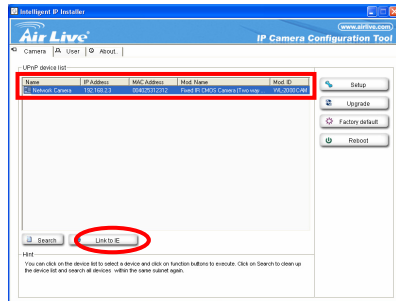 Intelligent IP Installer
Air Live
www.airlive.com
IP Camera Configuration Tool
Camera User About..
UPnP device list
Name IP Address MAC Address Mod. Name Mod. ID
Network Camera 192.168.2.3 004025312312 Fixed IR CMOS Camera (Two way ... WL-2000CAM
Setup
Upgrade
Factory default
Reboot
Search Link to IE
Hint
You can click on the device list to select a device and click on function buttons to execute. Click on Search to clean up
the device list and search all devices within the same subnet again.